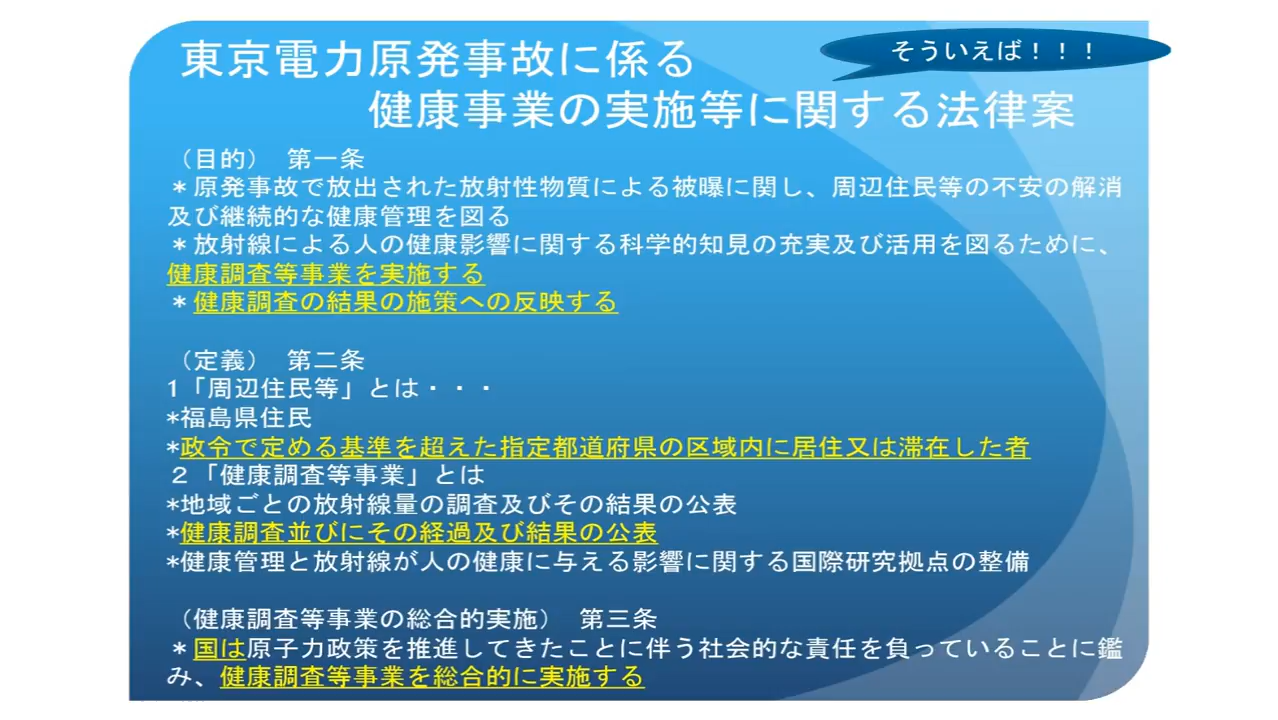 東京電力原発事故に係る
そういえば！！！
健康事業の実施等に関する法律案
（目的）　第一条
＊原発事故で放出された放射性物質による被曝に関し、周辺住民等の不安の解消
及び継続的な健康管理を図る
＊放射線による人の健康影響に関する科学的知見の充実及び活用を図るために、
健康調査等事業を実施する
＊健康調査の結果の施策への反映する
（定義）　第二条
1「周辺住民等」とは・・・
*福島県住民
*政令で定める基準を超えた指定都道府県の区域内に居住又は滞在した者
２「健康調査等事業」とは
*地域ごとの放射線量の調査及びその結果の公表
*健康調査並びにその経過及び結果の公表
*健康管理と放射線が人の健康に与える影響に関する国際研究拠点の整備
（健康調査等事業の総合的実施）　第三条
＊国は原子力政策を推進してきたことに伴う社会的な責任を負っていることに鑑
み、健康調査等事業を総合的に実施する